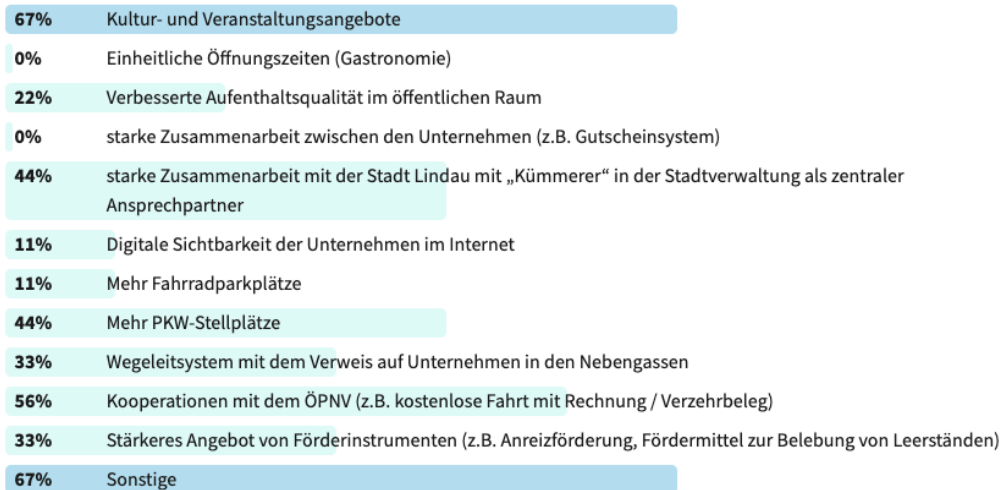 67% Kultur- und Veranstaltungsangebote
0% Einheitliche Öffnungszeiten (Gastronomie)
22% Verbesserte Aufenthaltsqualität im öffentlichen Raum
0% starke Zusammenarbeit zwischen den Unternehmen (z.B. Gutscheinsystem)
44% starke Zusammenarbeit mit der Stadt Lindau mit „Kümmerer“ in der Stadtverwaltung als zentraler
Ansprechpartner
11% Digitale Sichtbarkeit der Unternehmen im Internet
11% Mehr Fahrradparkplätze
44% Mehr PKW-Stellplätze
33% Wegeleitsystem mit dem Verweis auf Unternehmen in den Nebengassen
56% Kooperationen mit dem ÖPNV (z.B. kostenlose Fahrt mit Rechnung / Verzehrbeleg)
33% Stärkeres Angebot von Förderinstrumenten (z.B. Anreizförderung, Fördermittel zur Belebung von Leerständen)
67% Sonstige